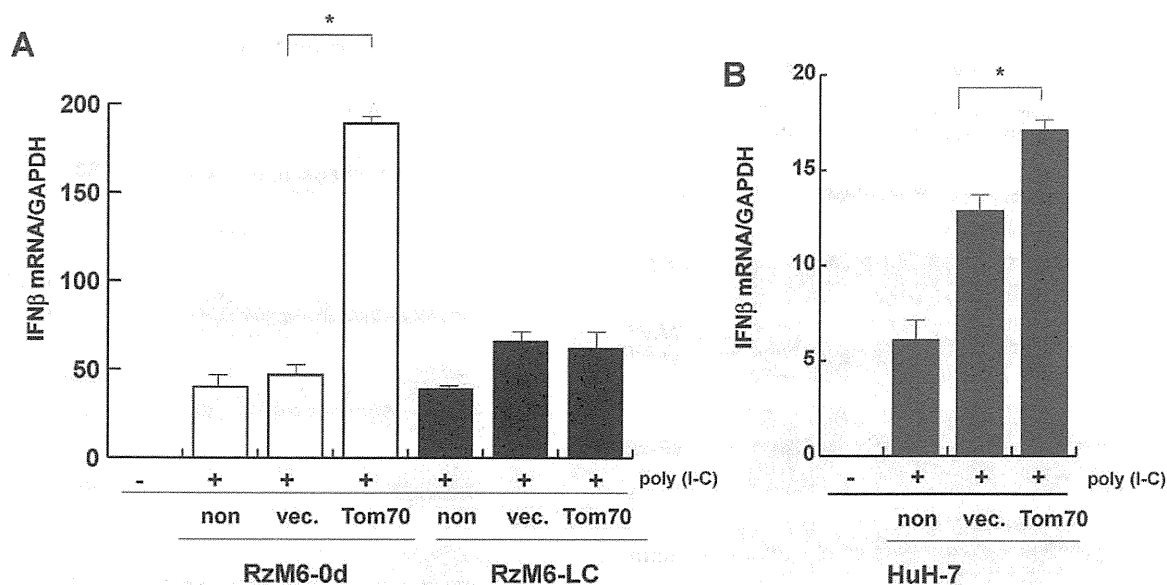 A
*
IFNβ mRNA/GAPDH
200
150
100
50
0
- + + + + + + poly (I-C)
non vec. Tom70 non vec. Tom70
RzM6-0d RzM6-LC
B
*
IFNβ mRNA/GAPDH
20
15
10
5
0
- + + + poly (I-C)
non vec. Tom70
HuH-7